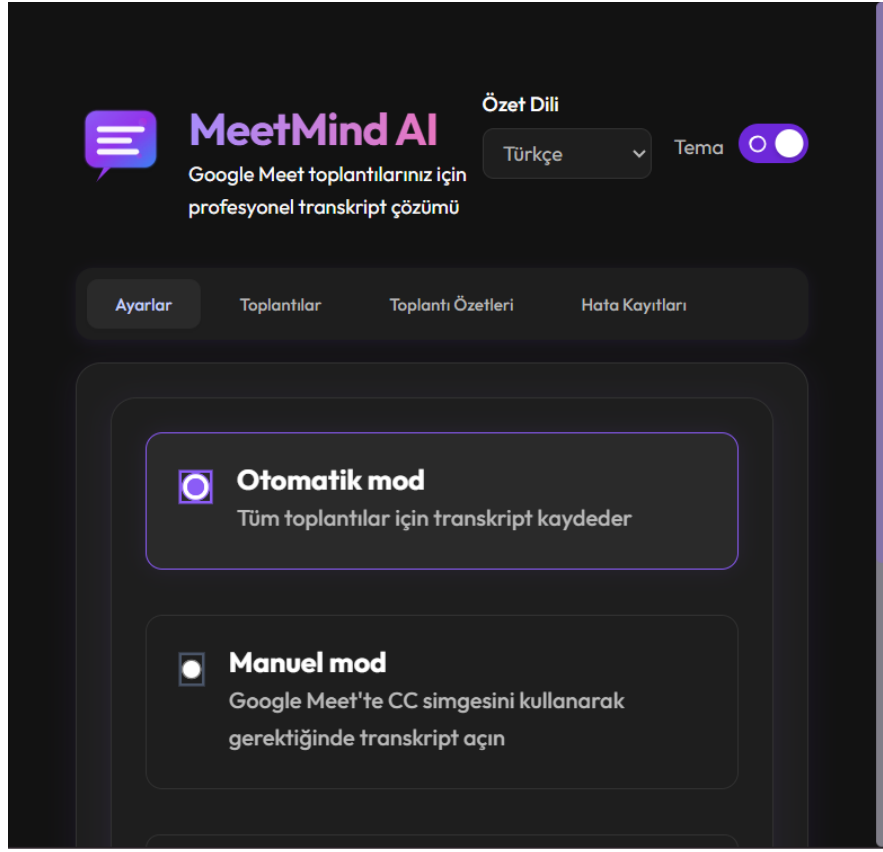 MeetMind AI
Google Meet toplantılarınız için
profesyonel transkript çözümü
Özet Dili
Türkçe
Tema
Ayarlar
Toplantılar
Toplantı Özetleri
Hata Kayıtları
Otomatik mod
Tüm toplantılar için transkript kaydeder
Manuel mod
Google Meet'te CC simgesini kullanarak
gerektiğinde transkript açın